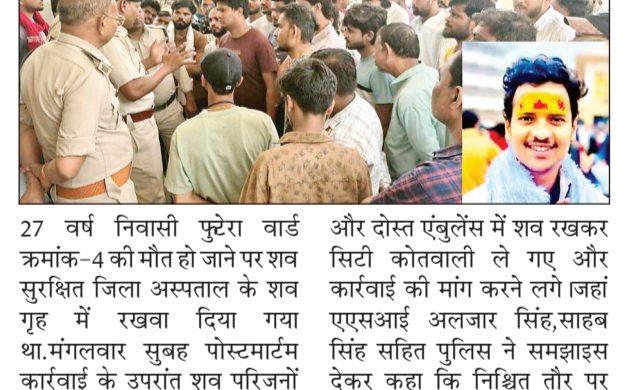 27 वर्ष निवासी फुटेरा वार्ड
क्रमांक-4 की मौत हो जाने पर शव
सुरक्षित जिला अस्पताल के शव
गृह में रखवा दिया गया
था.मंगलवार सुबह पोस्टमार्टम
कार्रवाई के उपरांत शव परिजनों
और दोस्त एंबुलेंस में शव रखकर
सिटी कोतवाली ले गए और
कार्रवाई की मांग करने लगे।जहां
एएसआई अलजार सिंह,साहब
सिंह सहित पुलिस ने समझाइस
देकर कहा कि निश्चित तौर पर